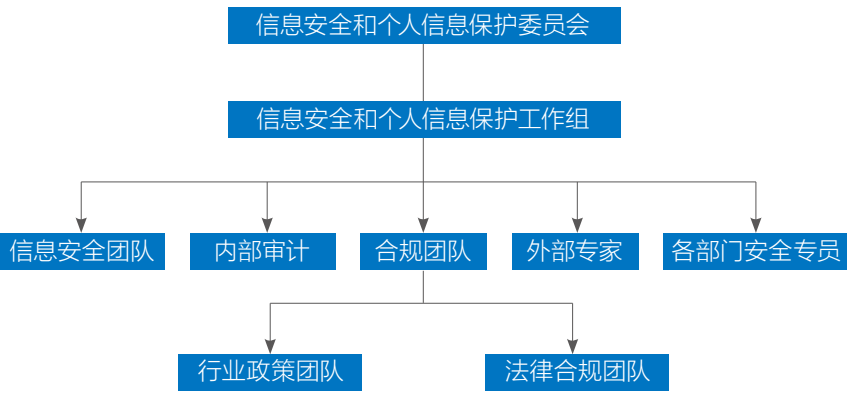 信息安全和个人信息保护委员会
信息安全和个人信息保护工作组
信息安全团队
内部审计
合规团队
外部专家
各部门安全专员
行业政策团队
法律合规团队